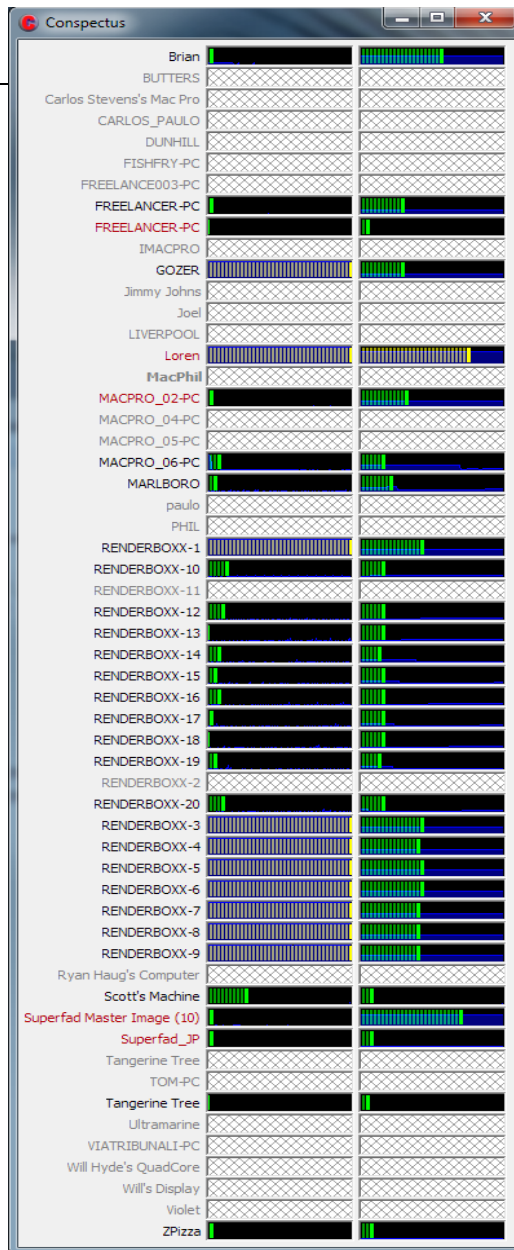 Conspectus
Brian
BUTTERS
Carlos Stevens's Mac Pro
CARLOS_PAULO
DUNHILL
FISHFRY-PC
FREELANCE003-PC
FREELANCER-PC
FREELANCER-PC
IMACPRO
GOZER
Jimmy Johns
Joel
LIVERPOOL
Loren
MacPhil
MACPRO_02-PC
MACPRO_04-PC
MACPRO_05-PC
MACPRO_06-PC
MARLBORO
paulo
PHIL
RENDERBOXX-1
RENDERBOXX-10
RENDERBOXX-11
RENDERBOXX-12
RENDERBOXX-13
RENDERBOXX-14
RENDERBOXX-15
RENDERBOXX-16
RENDERBOXX-17
RENDERBOXX-18
RENDERBOXX-19
RENDERBOXX-2
RENDERBOXX-20
RENDERBOXX-3
RENDERBOXX-4
RENDERBOXX-5
RENDERBOXX-6
RENDERBOXX-7
RENDERBOXX-8
RENDERBOXX-9
Ryan Haug's Computer
Scott's Machine
Superfad Master Image (10)
Superfad_JP
Tangerine Tree
TOM-PC
Tangerine Tree
Ultramarine
VIATRIBUNALI-PC
Will Hyde's QuadCore
Will's Display
Violet
ZPizza